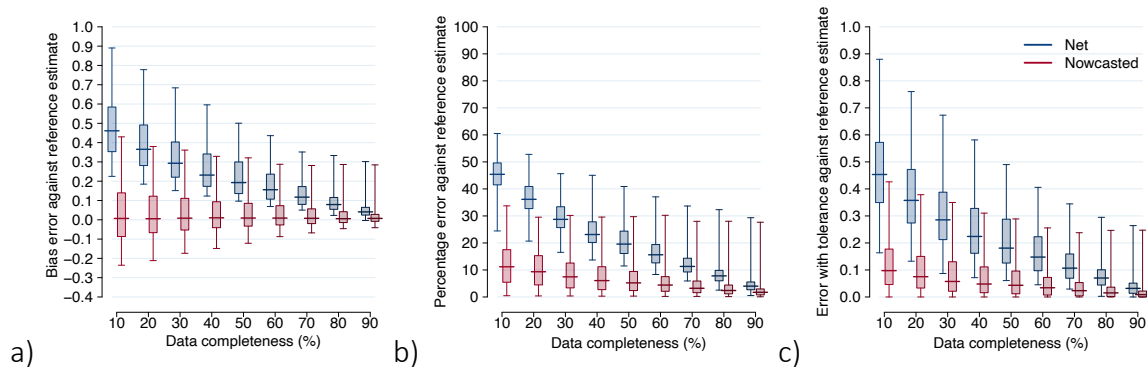 a)
Bias error against reference estimate
1.0
0.9
0.8
0.7
0.6
0.5
0.4
0.3
0.2
0.1
0.0
−0.1
−0.2
−0.3
−0.4
10 20 30 40 50 60 70 80 90
Data completeness (%)
b)
Percentage error against reference estimate
100
90
80
70
60
50
40
30
20
10
0
10 20 30 40 50 60 70 80 90
Data completeness (%)
c)
Error with tolerance against reference estimate
1.0
0.9
0.8
0.7
0.6
0.5
0.4
0.3
0.2
0.1
0.0
Net
Nowcasted
10 20 30 40 50 60 70 80 90
Data completeness (%)